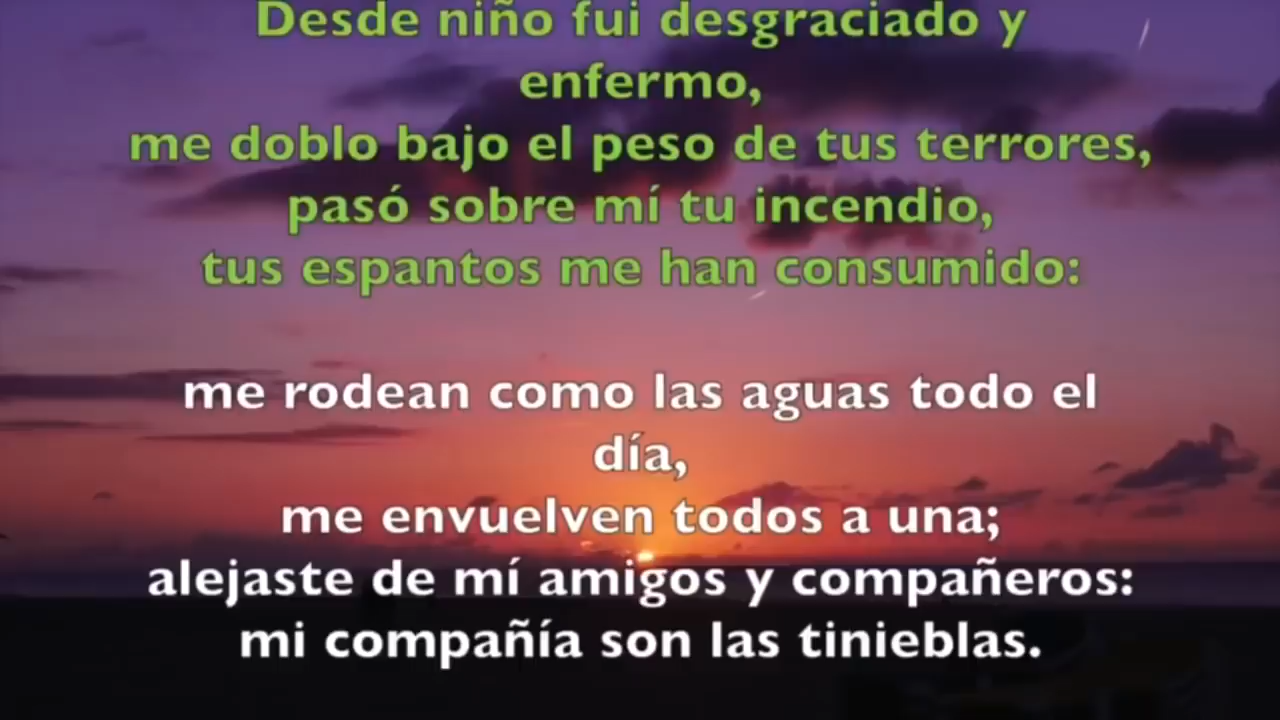 Desde niño fui desgraciado y
enfermo,
me doblo bajo el peso de tus terrores,
pasó sobre mí tu incendio,
tus espantos me han consumido:
me rodean como las aguas todo el
día,
me envuelven todos a una;
alejaste de mí amigos y compañeros:
mi compañía son las tinieblas.